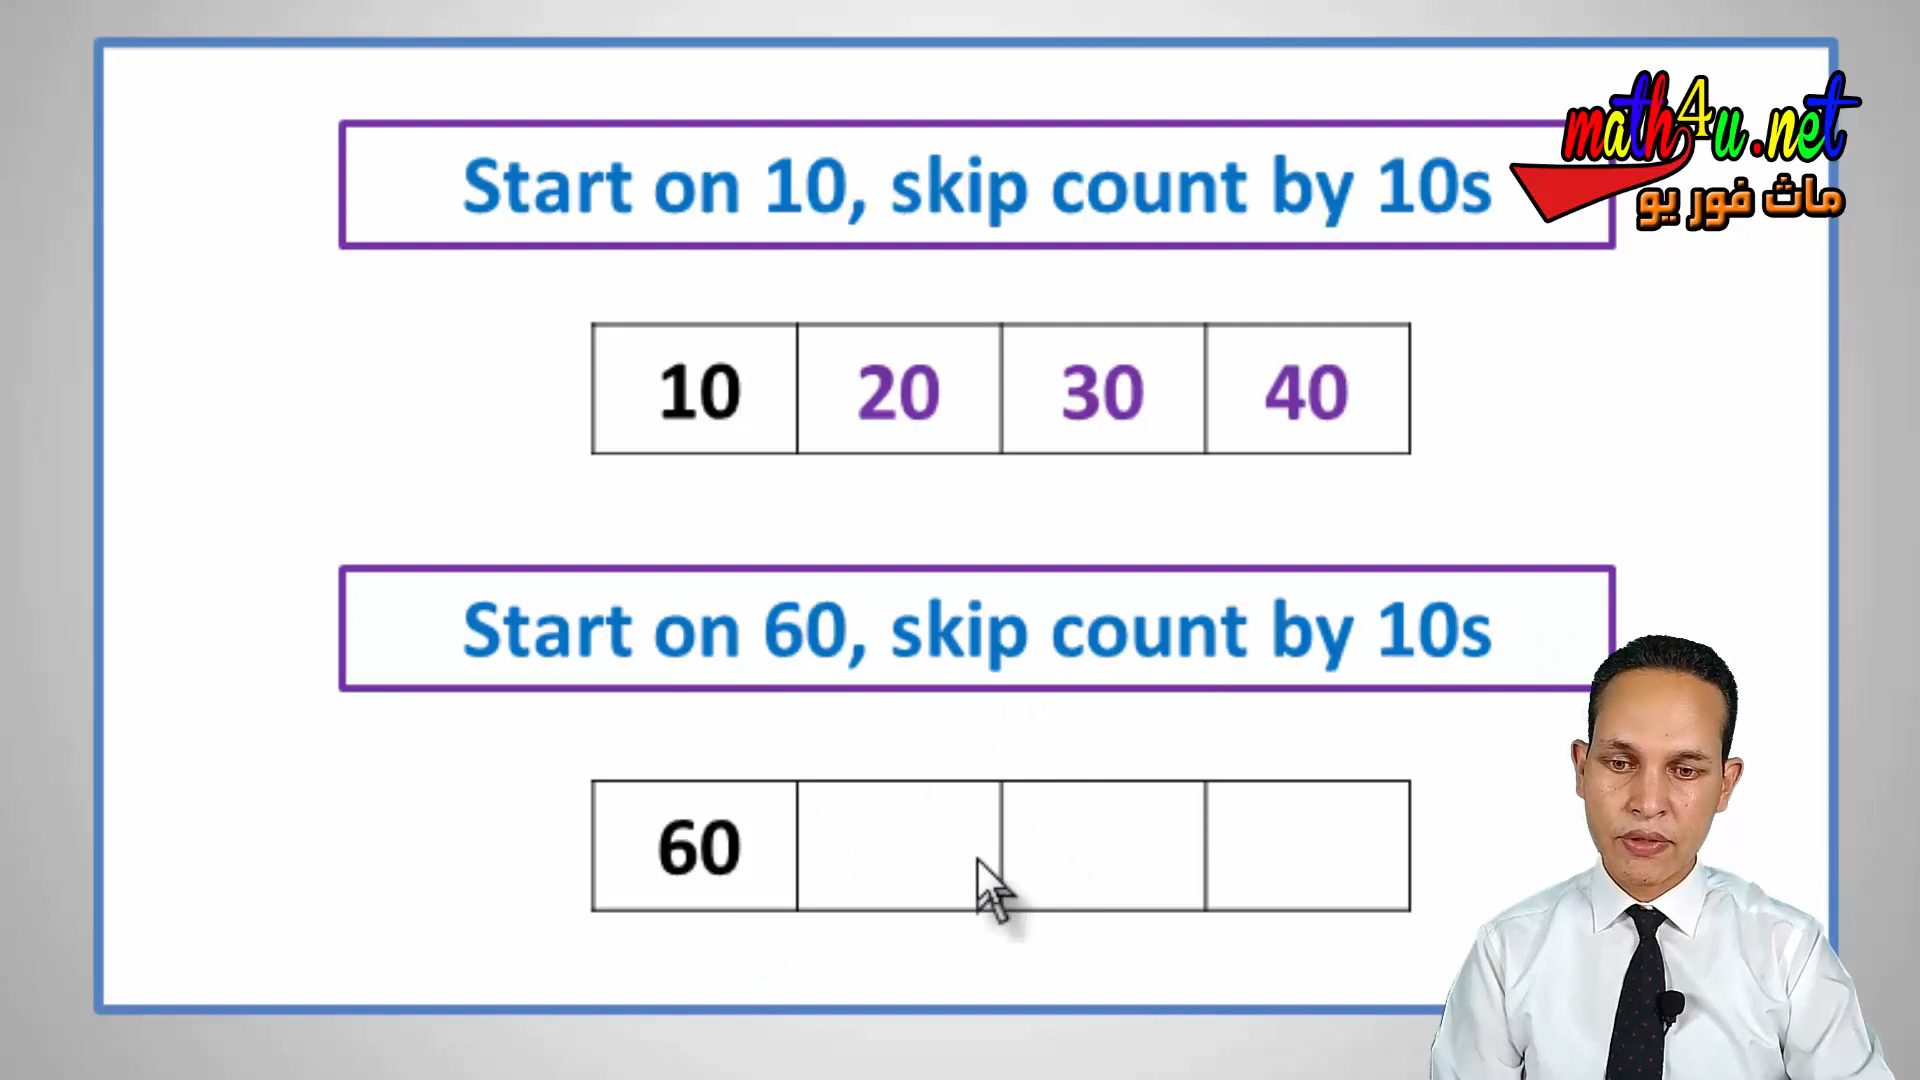 math4u.net
ماث فور يو
Start on 10, skip count by 10s
10 20 30 40
Start on 60, skip count by 10s
60